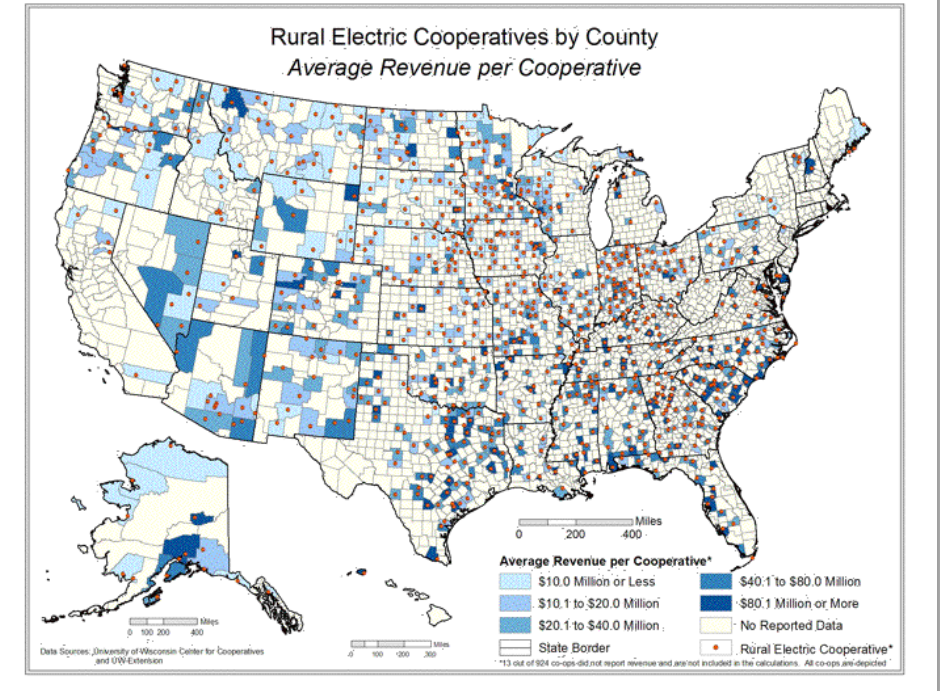 Rural Electric Cooperatives by County
Average Revenue per Cooperative
Miles
0 200 400
Average Revenue per Cooperative*
$10.0 Million or Less
$10.1 to $20.0 Million
$20.1 to $40.0 Million
State Border
$40.1 to $80.0 Million
$80.1 Million or More
No Reported Data
Rural Electric Cooperative*
*13 out of 924 co-ops did not report revenue and are not included in the calculations. All co-ops are depicted
Miles
0 100 200 400
Miles
0 100 200
Data Sources: University of Wisconsin Center for Cooperatives
and UW-Extension